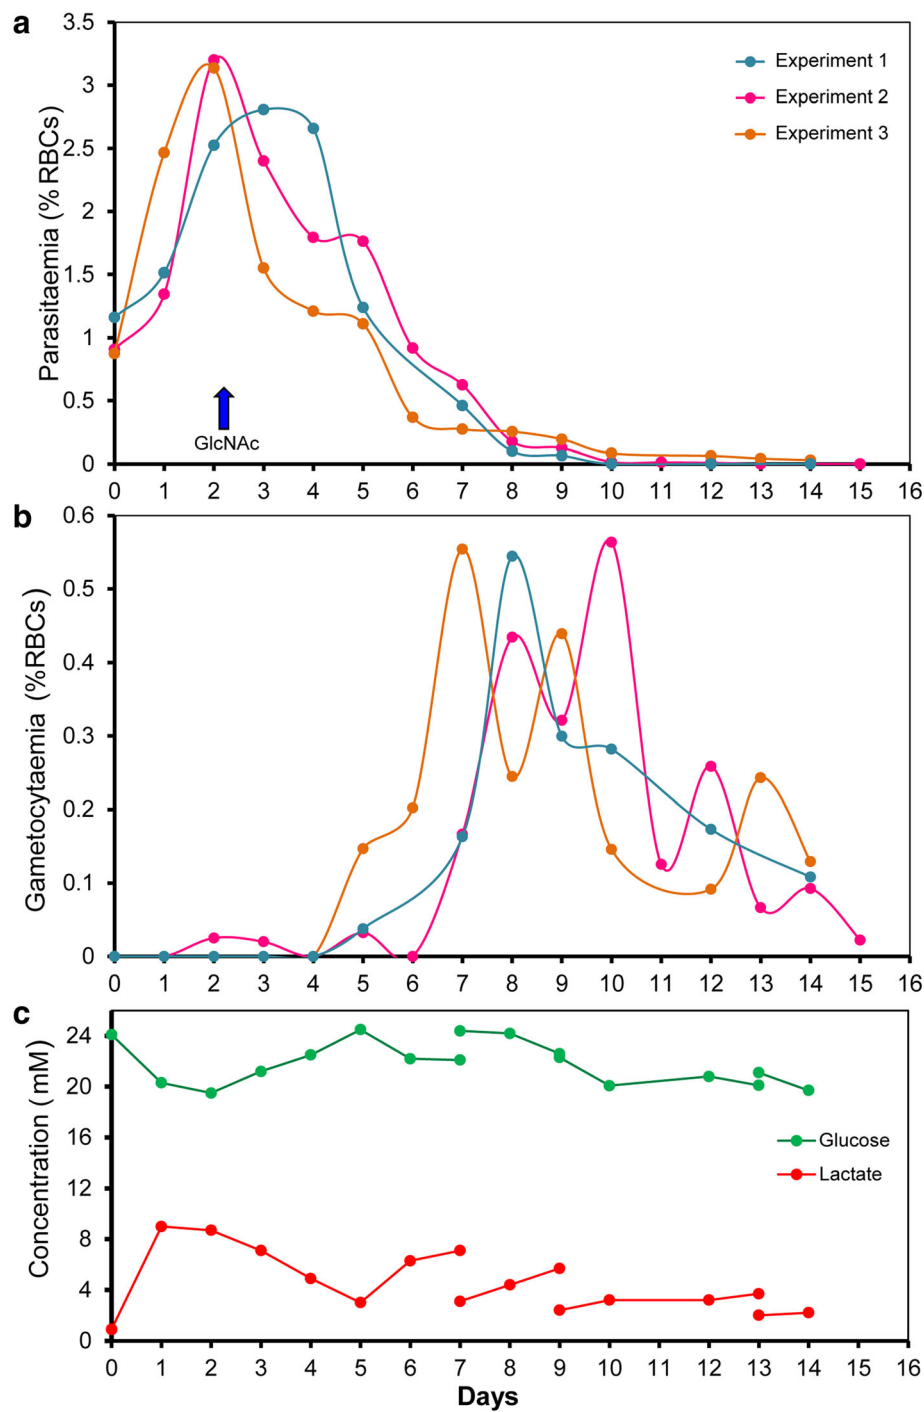 a
3.5
3
2.5
2
1.5
1
0.5
0
Parasitaemia (% RBCs)
Experiment 1
Experiment 2
Experiment 3
GlcNAc
0 1 2 3 4 5 6 7 8 9 10 11 12 13 14 15 16
b
0.6
0.5
0.4
0.3
0.2
0.1
0
Gametocytaemia (%RBCs)
0 1 2 3 4 5 6 7 8 9 10 11 12 13 14 15 16
c
24
20
16
12
8
4
0
Concentration (mM)
Glucose
Lactate
0 1 2 3 4 5 6 7 8 9 10 11 12 13 14 15 16
Days